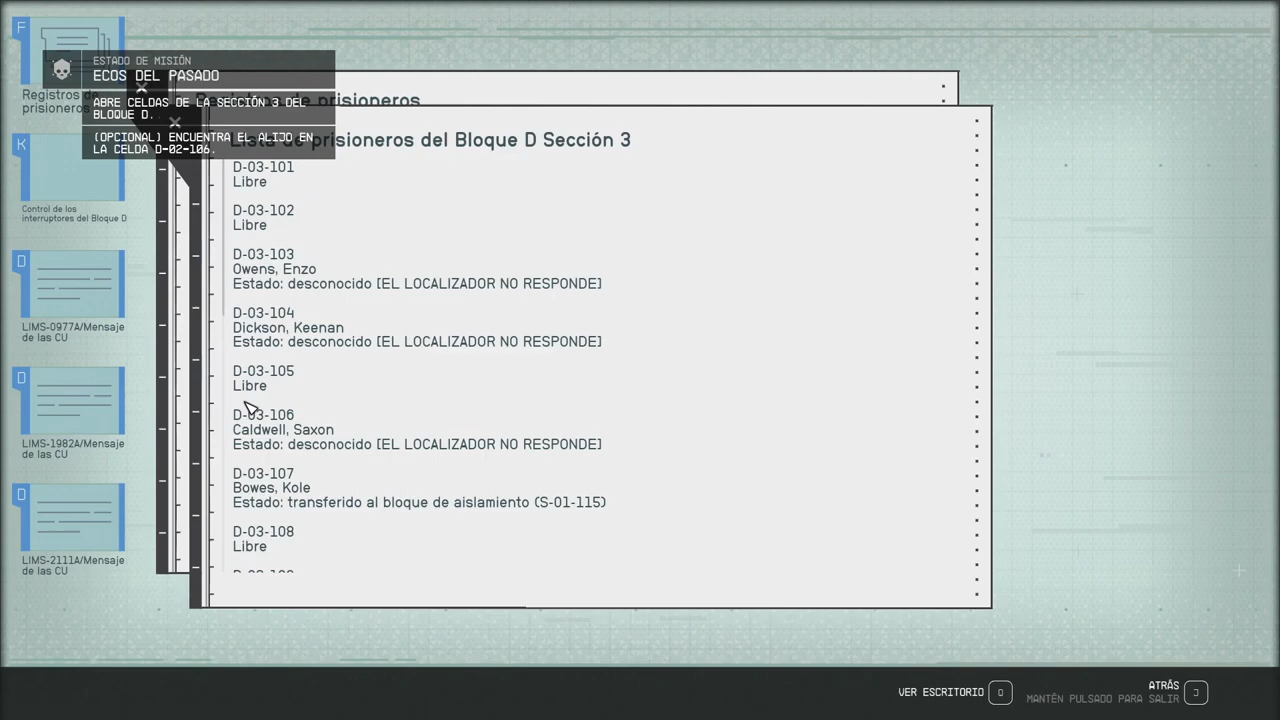 F
ESTADO DE MISIÓN
ECOS DEL PASADO
Registros de prisioneros
Registros de
prisioneros
ABRE CELDAS DE LA SECCIÓN 3 DEL
BLOQUE D.
(OPCIONAL) ENCUENTRA EL ALIJO EN
LA CELDA D-02-106.
Lista de prisioneros del Bloque D Sección 3
K
Control de los
interruptores del Bloque D
D
LIMS-0977A/Mensaje
de las CU
D
LIMS-1982A/Mensaje
de las CU
D
LIMS-2111A/Mensaje
de las CU
D-03-101
Libre
D-03-102
Libre
D-03-103
Owens, Enzo
Estado: desconocido [EL LOCALIZADOR NO RESPONDE]
D-03-104
Dickson, Keenan
Estado: desconocido [EL LOCALIZADOR NO RESPONDE]
D-03-105
Libre
D-03-106
Caldwell, Saxon
Estado: desconocido [EL LOCALIZADOR NO RESPONDE]
D-03-107
Bowes, Kole
Estado: transferido al bloque de aislamiento (S-01-115)
D-03-108
Libre
VER ESCRITORIO Q
ATRÁS
MANTÉN PULSADO PARA SALIR J